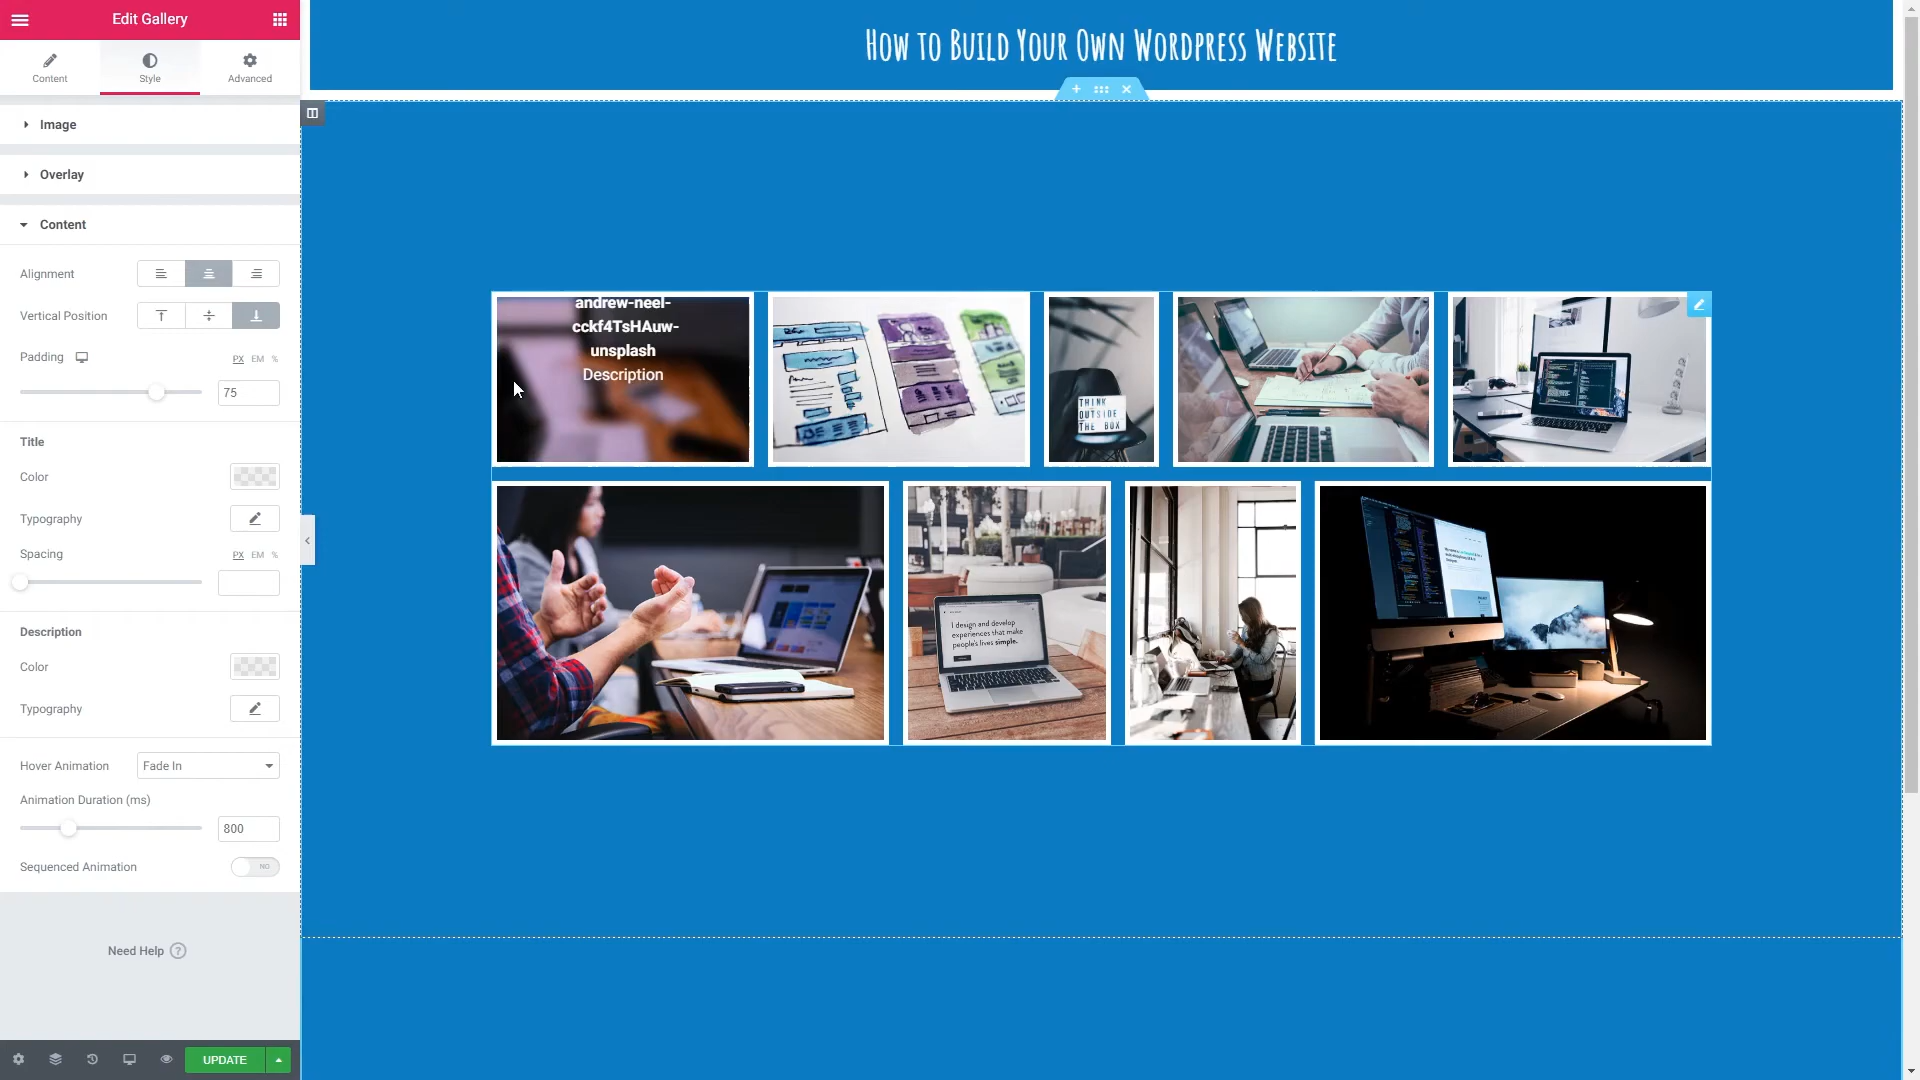 Edit Gallery
How to Build Your Own Wordpress Website
Content
Style
Advanced
Image
Overlay
Content
Alignment
Vertical Position
Padding
PX EM %
75
Title
Color
Typography
Spacing
PX EM %
Description
Color
Typography
Hover Animation
Fade In
Animation Duration (ms)
800
Sequenced Animation
NO
Need Help ?
UPDATE
andrew-neel-
cckf4TsHAuw-
unsplash
Description
THINK
OUTSIDE
THE BOX
I design and develop
experiences that make
people's lives simple.